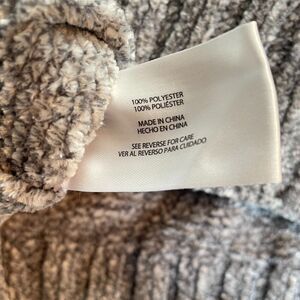 100% POLYESTER
100% POLIÉSTER
MADE IN CHINA
HECHO EN CHINA
SEE REVERSE FOR CARE
VER AL REVERSO PARA CUIDADO